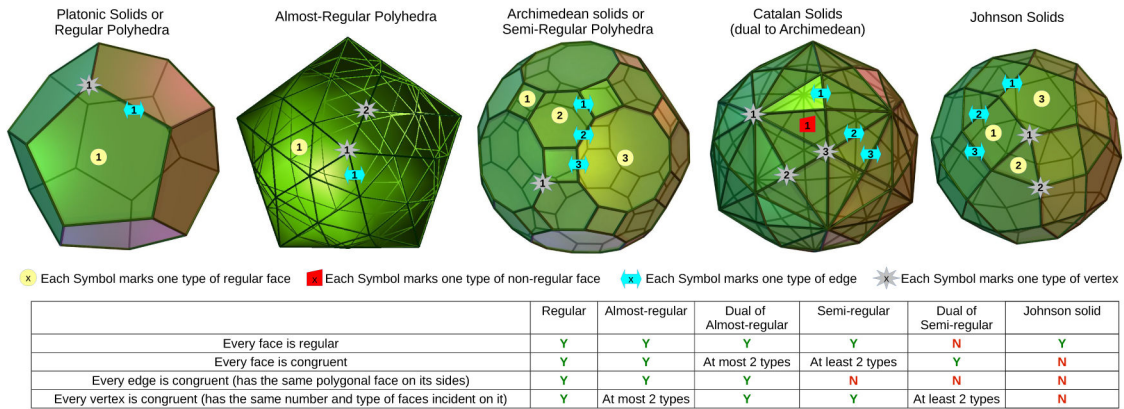 Platonic Solids or
Regular Polyhedra
Almost-Regular Polyhedra
Archimedean solids or
Semi-Regular Polyhedra
Catalan Solids
(dual to Archimedean)
Johnson Solids
1
1
1
2
1
1
1
1
1
2
2
3
3
1
1
1
1
2
3
3
2
1
3
2
1
1
3
2
2
x Each Symbol marks one type of regular face
x Each Symbol marks one type of non-regular face
x Each Symbol marks one type of edge
x Each Symbol marks one type of vertex
Regular Almost-regular Dual of Almost-regular Semi-regular Dual of Semi-regular Johnson solid
Every face is regular Y Y Y Y N Y
Every face is congruent Y Y At most 2 types At least 2 types Y N
Every edge is congruent (has the same polygonal face on its sides) Y Y Y N N N
Every vertex is congruent (has the same number and type of faces incident on it) Y At most 2 types Y Y At least 2 types N